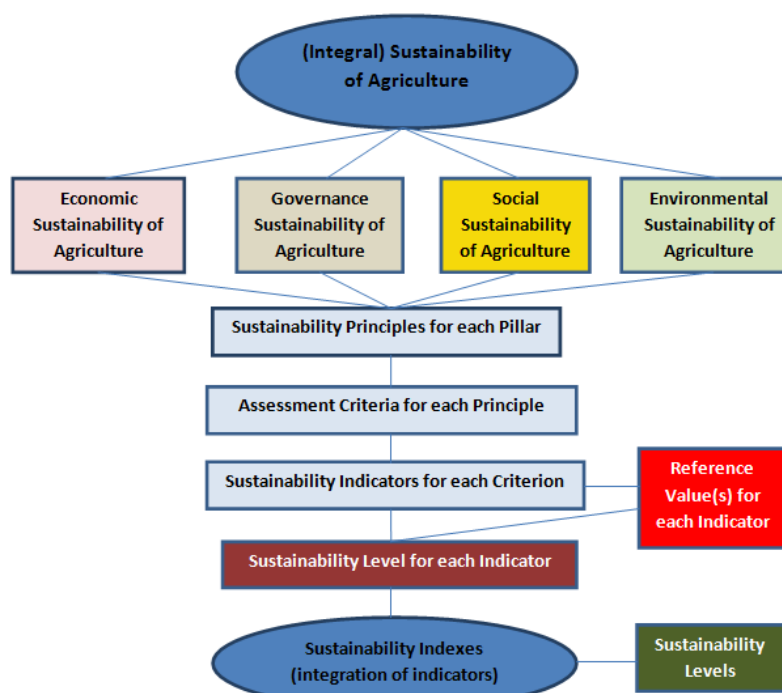 (Integral) Sustainability
of Agriculture
Economic
Sustainability of
Agriculture
Governance
Sustainability of
Agriculture
Social
Sustainability
of Agriculture
Environmental
Sustainability of
Agriculture
Sustainability Principles for each Pillar
Assessment Criteria for each Principle
Sustainability Indicators for each Criterion
Reference
Value(s) for
each Indicator
Sustainability Level for each Indicator
Sustainability Indexes
(integration of indicators)
Sustainability
Levels